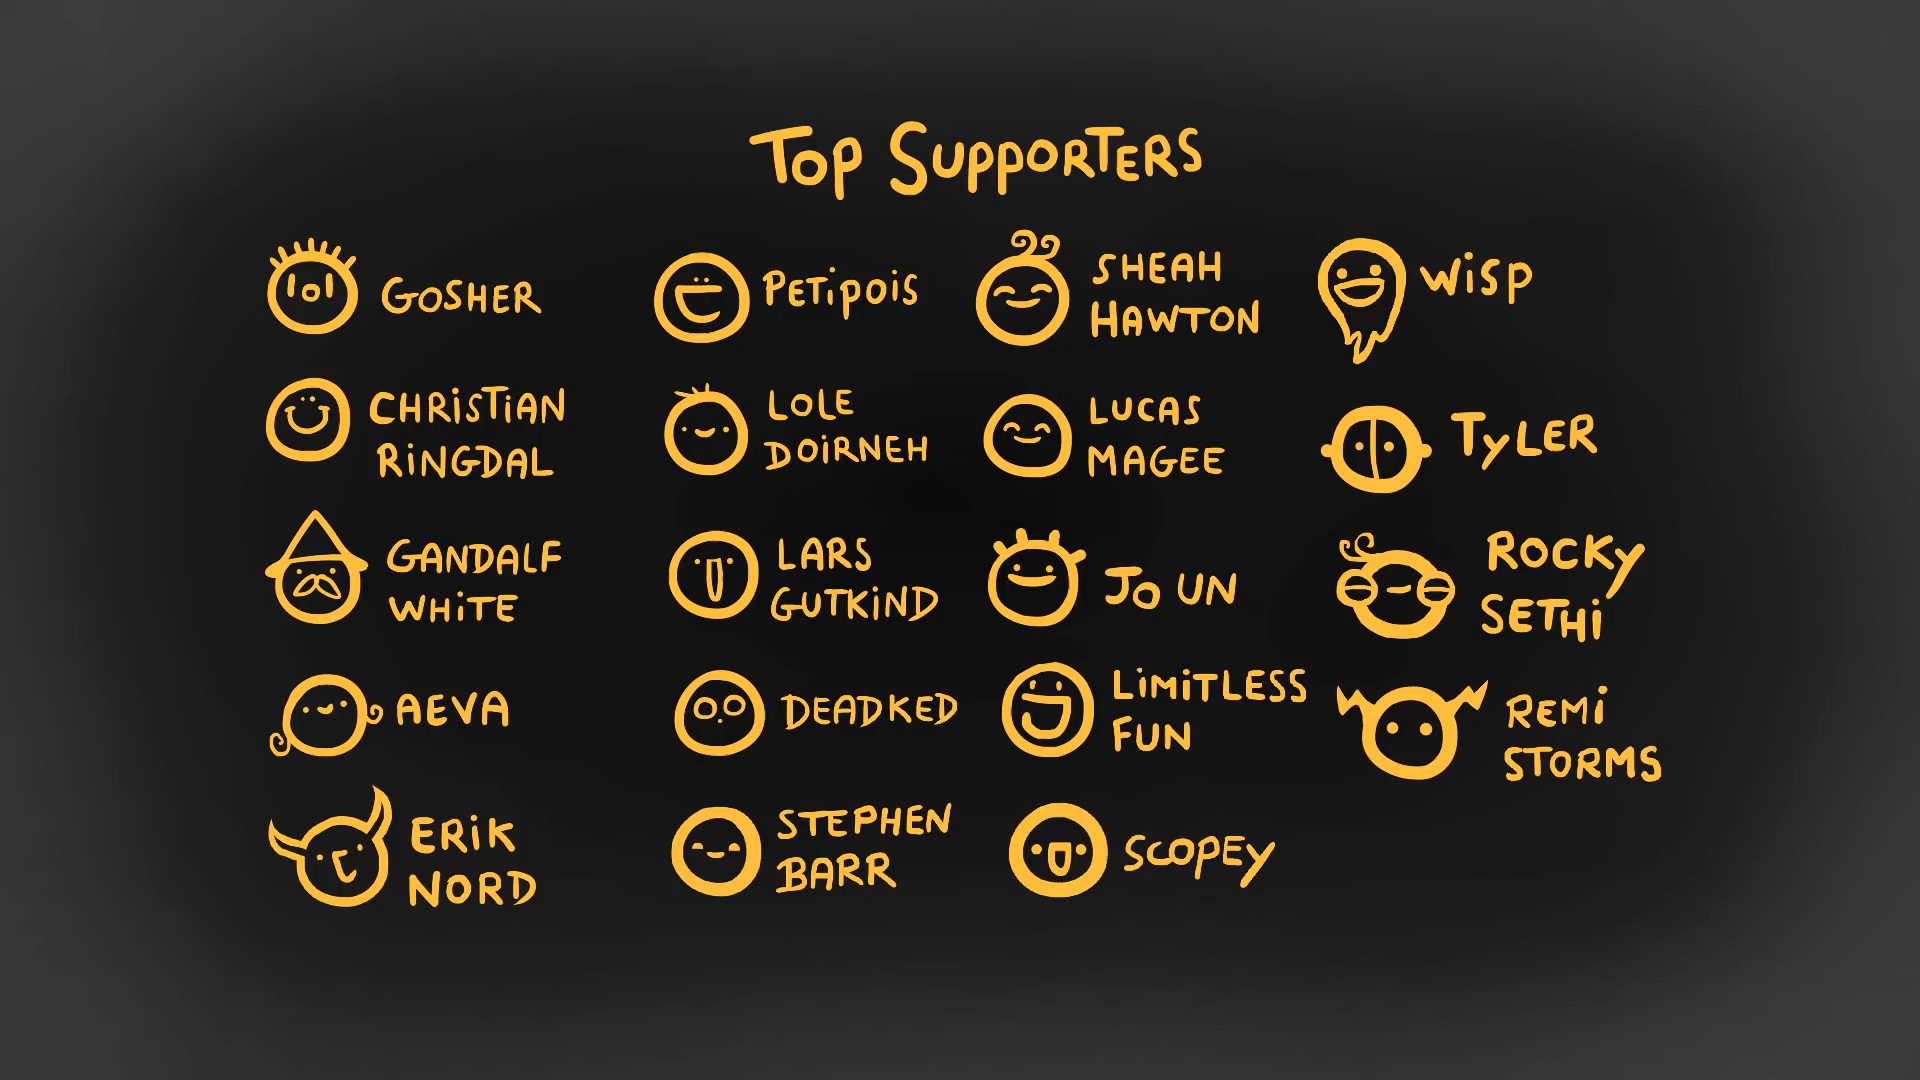 Top Supporters
Gosher
Christian
Ringdal
Gandalf
White
Aeva
Erik
Nord
Petipois
Lole
Doirneh
Lars
Gutkind
Deadked
Stephen
Barr
Sheah
Hawton
Lucas
Magee
Jo Un
Limitless
Fun
Scopey
Wisp
Tyler
Rocky
Sethi
Remi
Storms